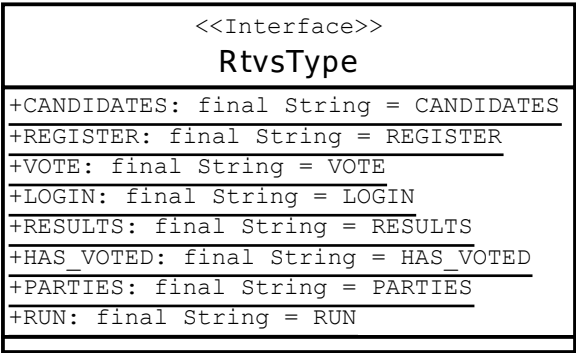 <<Interface>>
RtvsType
+CANDIDATES: final String = CANDIDATES
+REGISTER: final String = REGISTER
+VOTE: final String = VOTE
+LOGIN: final String = LOGIN
+RESULTS: final String = RESULTS
+HAS_VOTED: final String = HAS_VOTED
+PARTIES: final String = PARTIES
+RUN: final String = RUN